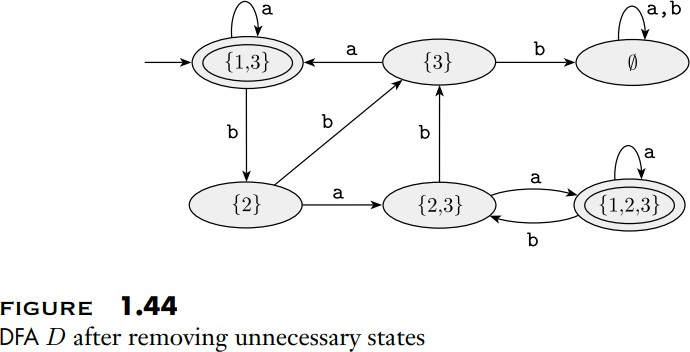 a
a,b
{1,3}
a
{3}
b
∅
b
b
b
a
a
{2}
a
{2,3}
{1,2,3}
b
FIGURE 1.44
DFA D after removing unnecessary states